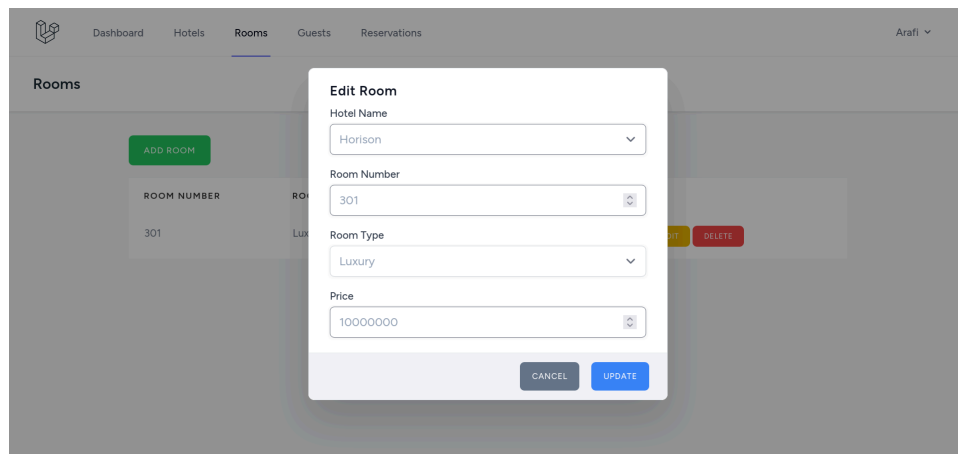 Dashboard Hotels Rooms Guests Reservations Arafi
Rooms
Edit Room
Hotel Name
Horison
ADD ROOM
Room Number
ROOM NUMBER
301
Room Type
301
Luxury
DELETE
Price
10000000
CANCEL UPDATE